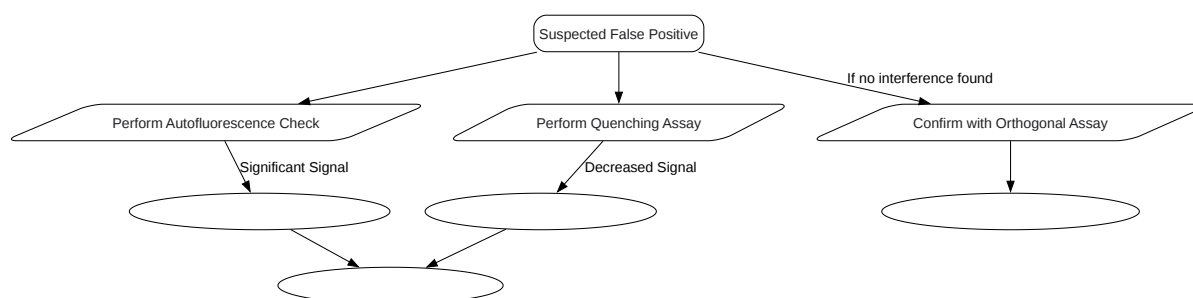 Suspected False Positive
If no interference found
Perform Autofluorescence Check
Perform Quenching Assay
Confirm with Orthogonal Assay
Significant Signal
Decreased Signal